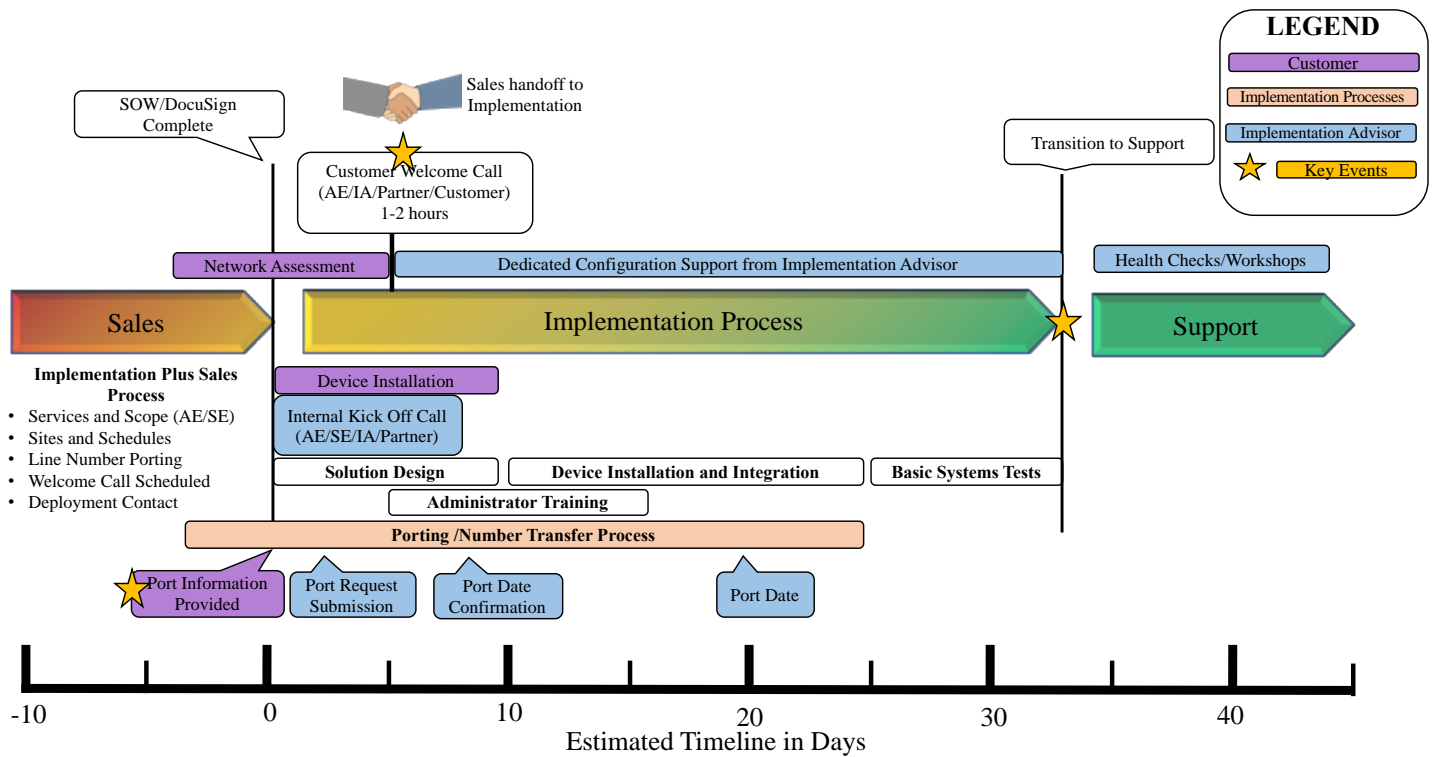 LEGEND
Customer
Implementation Processes
Implementation Advisor
Key Events
Sales handoff to
Implementation
SOW/DocuSign
Complete
Transition to Support
Customer Welcome Call
(AE/IA/Partner/Customer)
1-2 hours
Network Assessment
Dedicated Configuration Support from Implementation Advisor
Health Checks/Workshops
Sales
Implementation Process
Support
Implementation Plus Sales
Process
• Services and Scope (AE/SE)
• Sites and Schedules
• Line Number Porting
• Welcome Call Scheduled
• Deployment Contact
Device Installation
Internal Kick Off Call
(AE/SE/IA/Partner)
Solution Design
Device Installation and Integration
Basic Systems Tests
Administrator Training
Porting /Number Transfer Process
Port Information
Provided
Port Request
Submission
Port Date
Confirmation
Port Date
-10
0
10
20
30
40
Estimated Timeline in Days